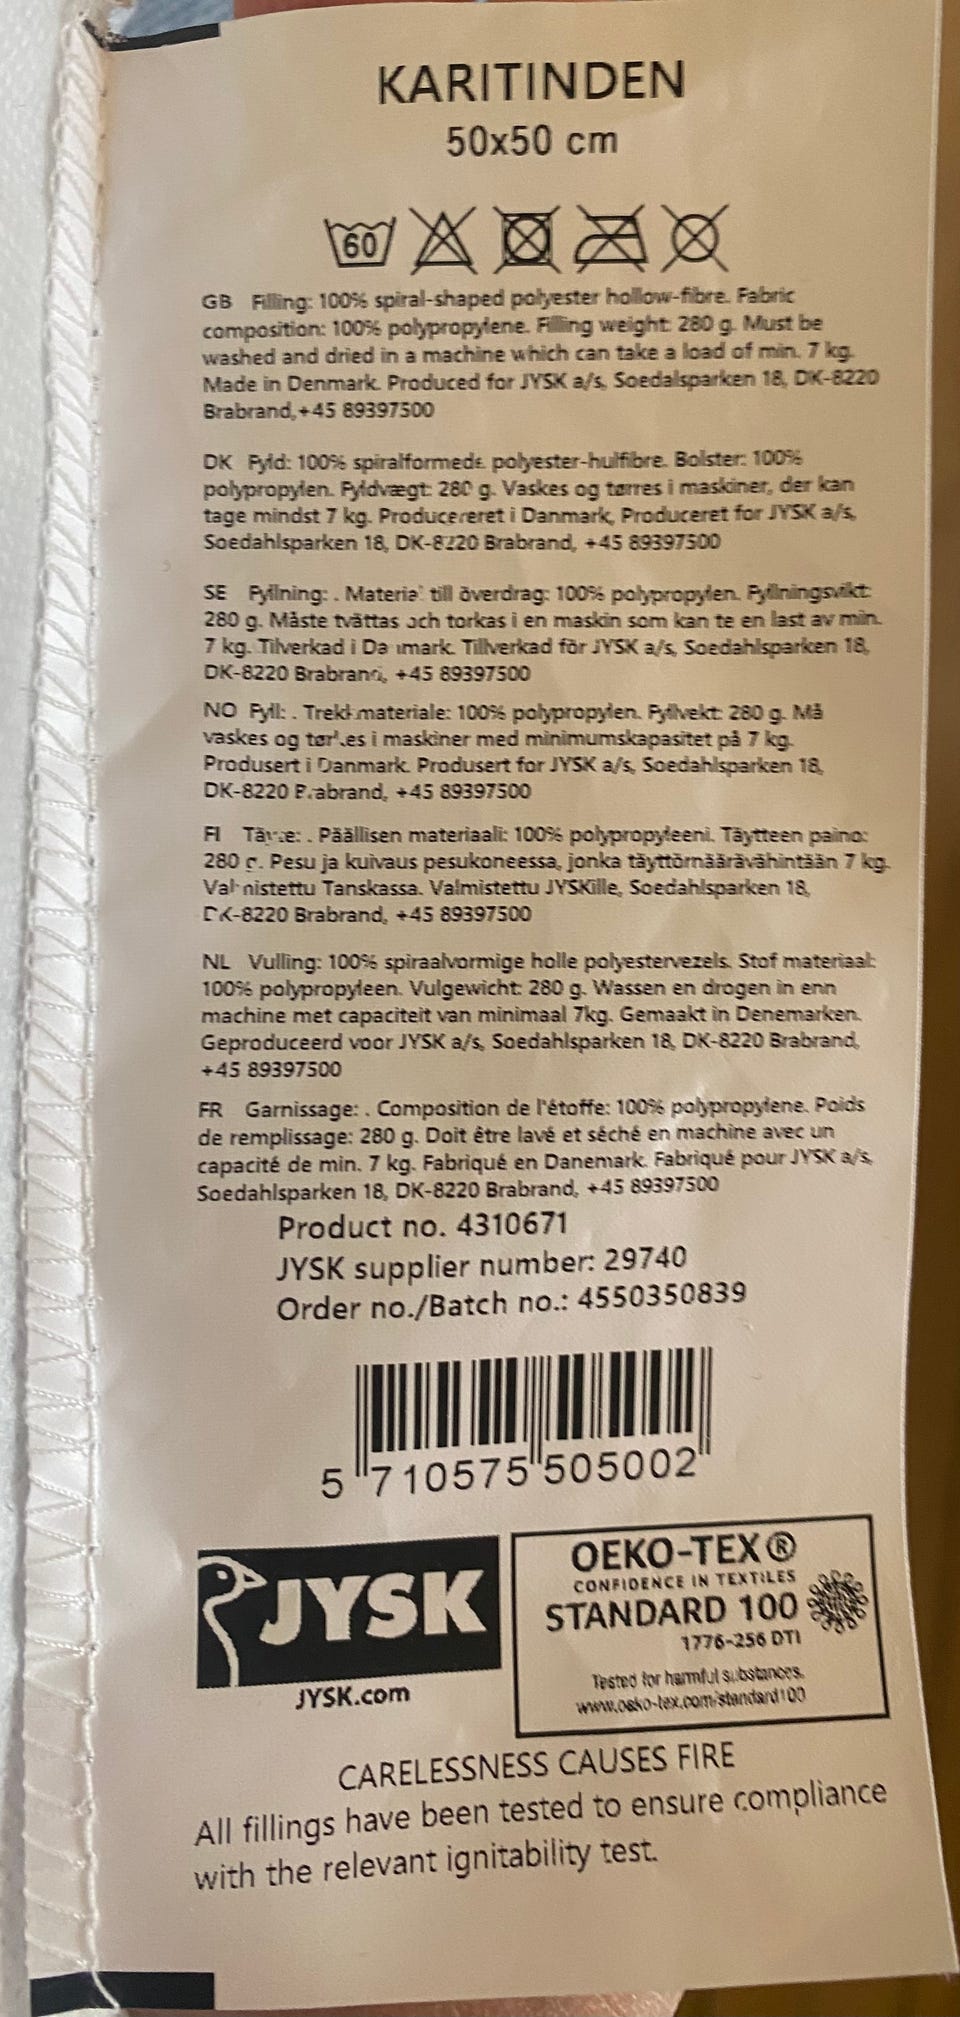 KARITINDEN
50x50 cm
60
GB Filling: 100% spiral-shaped polyester hollow-fibre. Fabric
composition: 100% polypropylene. Filling weight: 280 g. Must be
washed and dried in a machine which can take a load of min. 7 kg.
Made in Denmark. Produced for JYSK a/s, Soedalsparken 18, DK-8220
Brabrand,+45 89397500
DK Fyld: 100% spiralformede polyester-hulfibre. Bolster: 100%
polypropylen. Fyldvægt: 280 g. Vaskes og tørres i maskiner, der kan
tage mindst 7 kg. i Danmark, Produceret for JYSK a/s,
Soedahlsparken 18, DK-8220 Brabrand, +45 89397500
SE Fyllning: . Material till överdrag: 100% polypropylen. Fyllningsvikt:
280 g. Måste tvättas och torkas i en maskin som kan te en last av min.
7 kg. Tilverkad i Danmark. Tillverkad för JYSK a/s, Soedahlsparken 18,
DK-8220 Brabrand, +45 89397500
NO Fyll: . Trekkmateriale: 100% polypropylen. Fyllvekt: 280 g. Må
vaskes og tørkes i maskiner med minimumskapasitet på 7 kg.
Produsert i Danmark. Produsert for JYSK a/s, Soedahlsparken 18,
DK-8220 Brabrand, +45 89397500
FI Täyte: . Päällisen materiaali: 100% polypropyleeni. Täytteen paino:
280 g. Pesu ja kuivaus pesukoneessa, jonka 7 kg.
Valmistettu Tanskassa. Valmistettu JYSKille, Soedahlsparken 18,
DK-8220 Brabrand, +45 89397500
NL Vulling: 100% spiraalvormige holle polyestervezels. Stof materiaal:
100% polypropyleen. Vulgewicht: 280 g. Wassen en drogen in enn
machine met capaciteit van minimaal 7kg. Gemaakt in Denemarken.
Geproduceerd voor JYSK a/s, Soedahlsparken 18, DK-8220 Brabrand,
+45 89397500
FR Garnissage: . Composition de l'étoffe: 100% polypropylene. Poids
de remplissage: 280 g. Doit être lavé et séché en machine avec un
capacité de min. 7 kg. Fabriqué en Danemark. Fabriqué pour JYSK a/s,
Soedahlsparken 18, DK-8220 Brabrand, +45 89397500
Product no. 4310671
JYSK supplier number: 29740
Order no./Batch no.: 4550350839
5 710575 505002
JYSK
JYSK.com
OEKO-TEX®
CONFIDENCE IN TEXTILES
STANDARD 100
1776-256 DTI
Tested for harmful substances.
www.oeko-tex.com/standard100
CARELESSNESS CAUSES FIRE
All fillings have been tested to ensure compliance
with the relevant ignitability test.